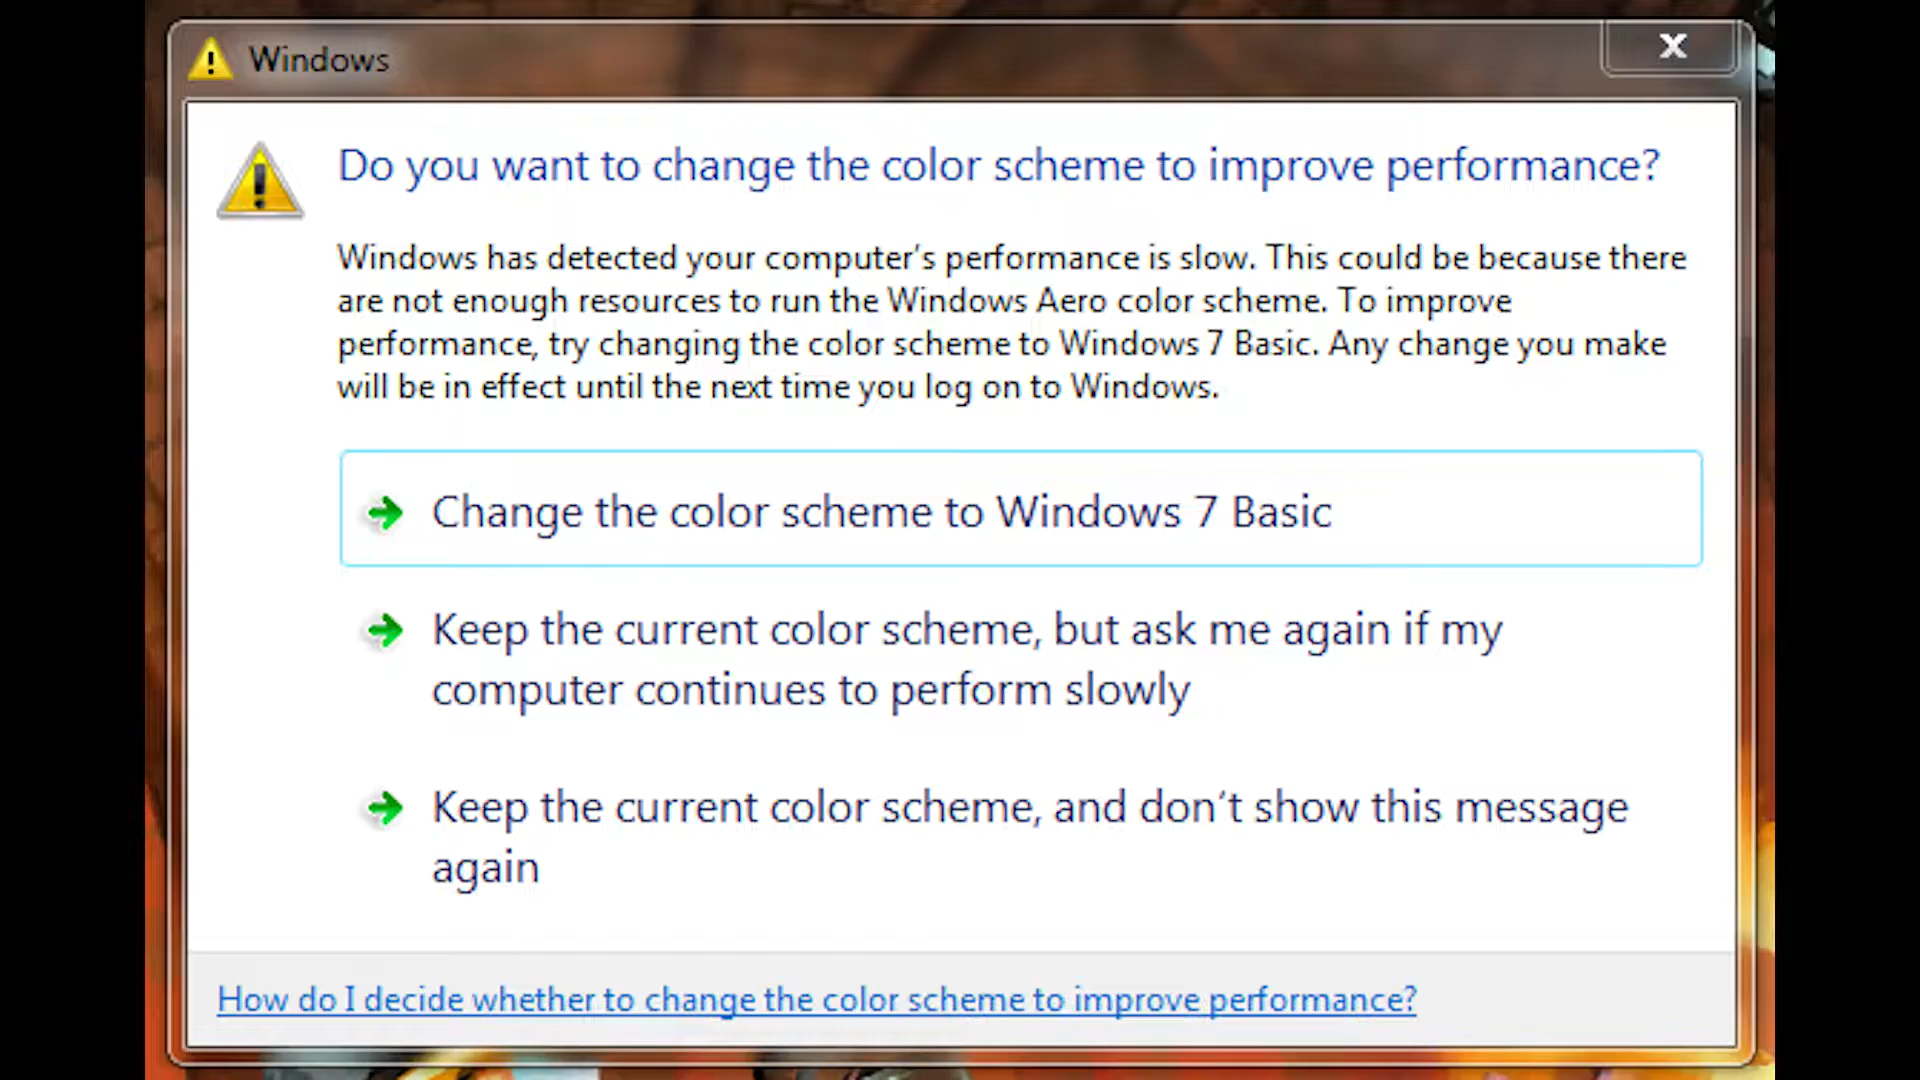 Windows
Do you want to change the color scheme to improve performance?
Windows has detected your computer's performance is slow. This could be because there
are not enough resources to run the Windows Aero color scheme. To improve
performance, try changing the color scheme to Windows 7 Basic. Any change you make
will be in effect until the next time you log on to Windows.
Change the color scheme to Windows 7 Basic
Keep the current color scheme, but ask me again if my
computer continues to perform slowly
Keep the current color scheme, and don't show this message
again
How do I decide whether to change the color scheme to improve performance?